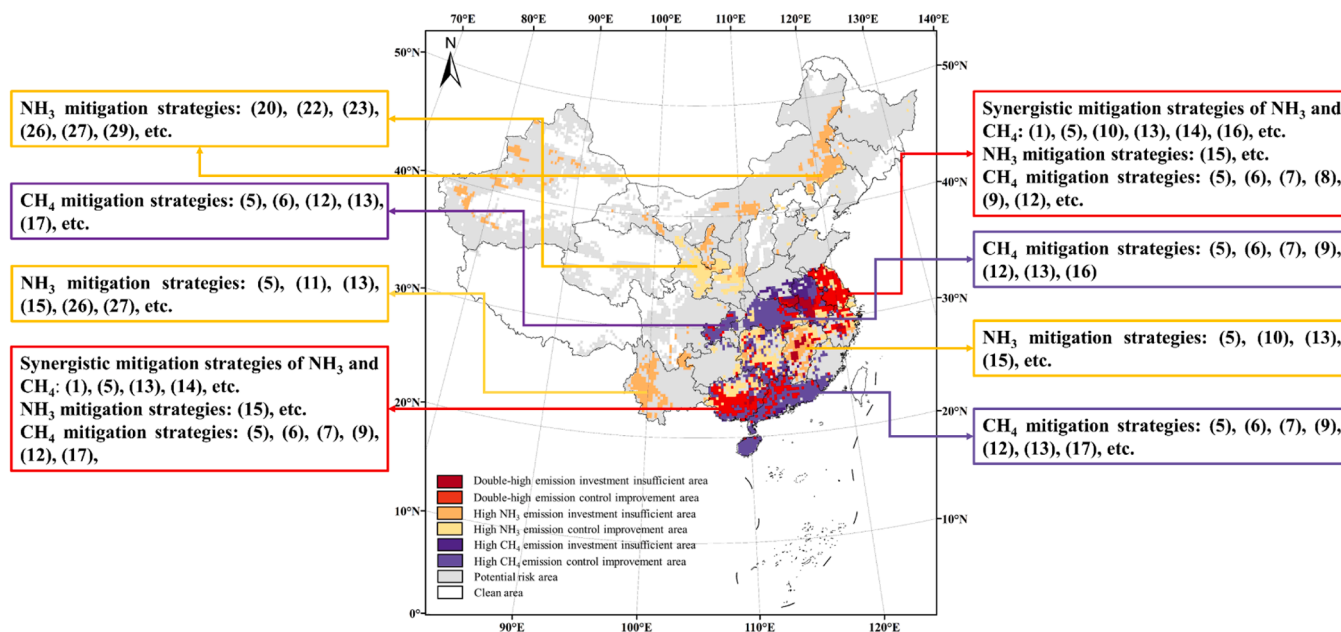 70°E 80°E 90°E 100°E 110°E 120°E 130°E 140°E
N
50°N
40°N
30°N
20°N
10°N
0°
50°N
40°N
30°N
20°N
10°N
90°E 100°E 110°E 120°E
NH₃ mitigation strategies: (20), (22), (23),
(26), (27), (29), etc.
CH₄ mitigation strategies: (5), (6), (12), (13),
(17), etc.
NH₃ mitigation strategies: (5), (11), (13),
(15), (26), (27), etc.
Synergistic mitigation strategies of NH₃ and
CH₄: (1), (5), (13), (14), etc.
NH₃ mitigation strategies: (15), etc.
CH₄ mitigation strategies: (5), (6), (7), (9),
(12), (17),
Synergistic mitigation strategies of NH₃ and
CH₄: (1), (5), (10), (13), (14), (16), etc.
NH₃ mitigation strategies: (15), etc.
CH₄ mitigation strategies: (5), (6), (7), (8),
(9), (12), etc.
CH₄ mitigation strategies: (5), (6), (7), (9),
(12), (13), (16)
NH₃ mitigation strategies: (5), (10), (13),
(15), etc.
CH₄ mitigation strategies: (5), (6), (7), (9),
(12), (13), (17), etc.
Double-high emission investment insufficient area
Double-high emission control improvement area
High NH₃ emission investment insufficient area
High NH₃ emission control improvement area
High CH₄ emission investment insufficient area
High CH₄ emission control improvement area
Potential risk area
Clean area